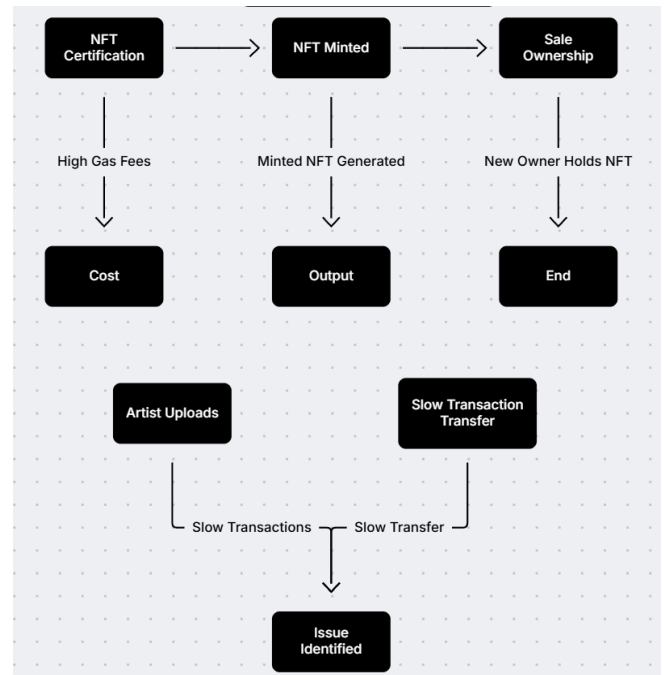 NFT
Certification
NFT Minted
Sale
Ownership
High Gas Fees
Minted NFT Generated
New Owner Holds NFT
Cost
Output
End
Artist Uploads
Slow Transaction
Transfer
Slow Transactions
Slow Transfer
Issue
Identified